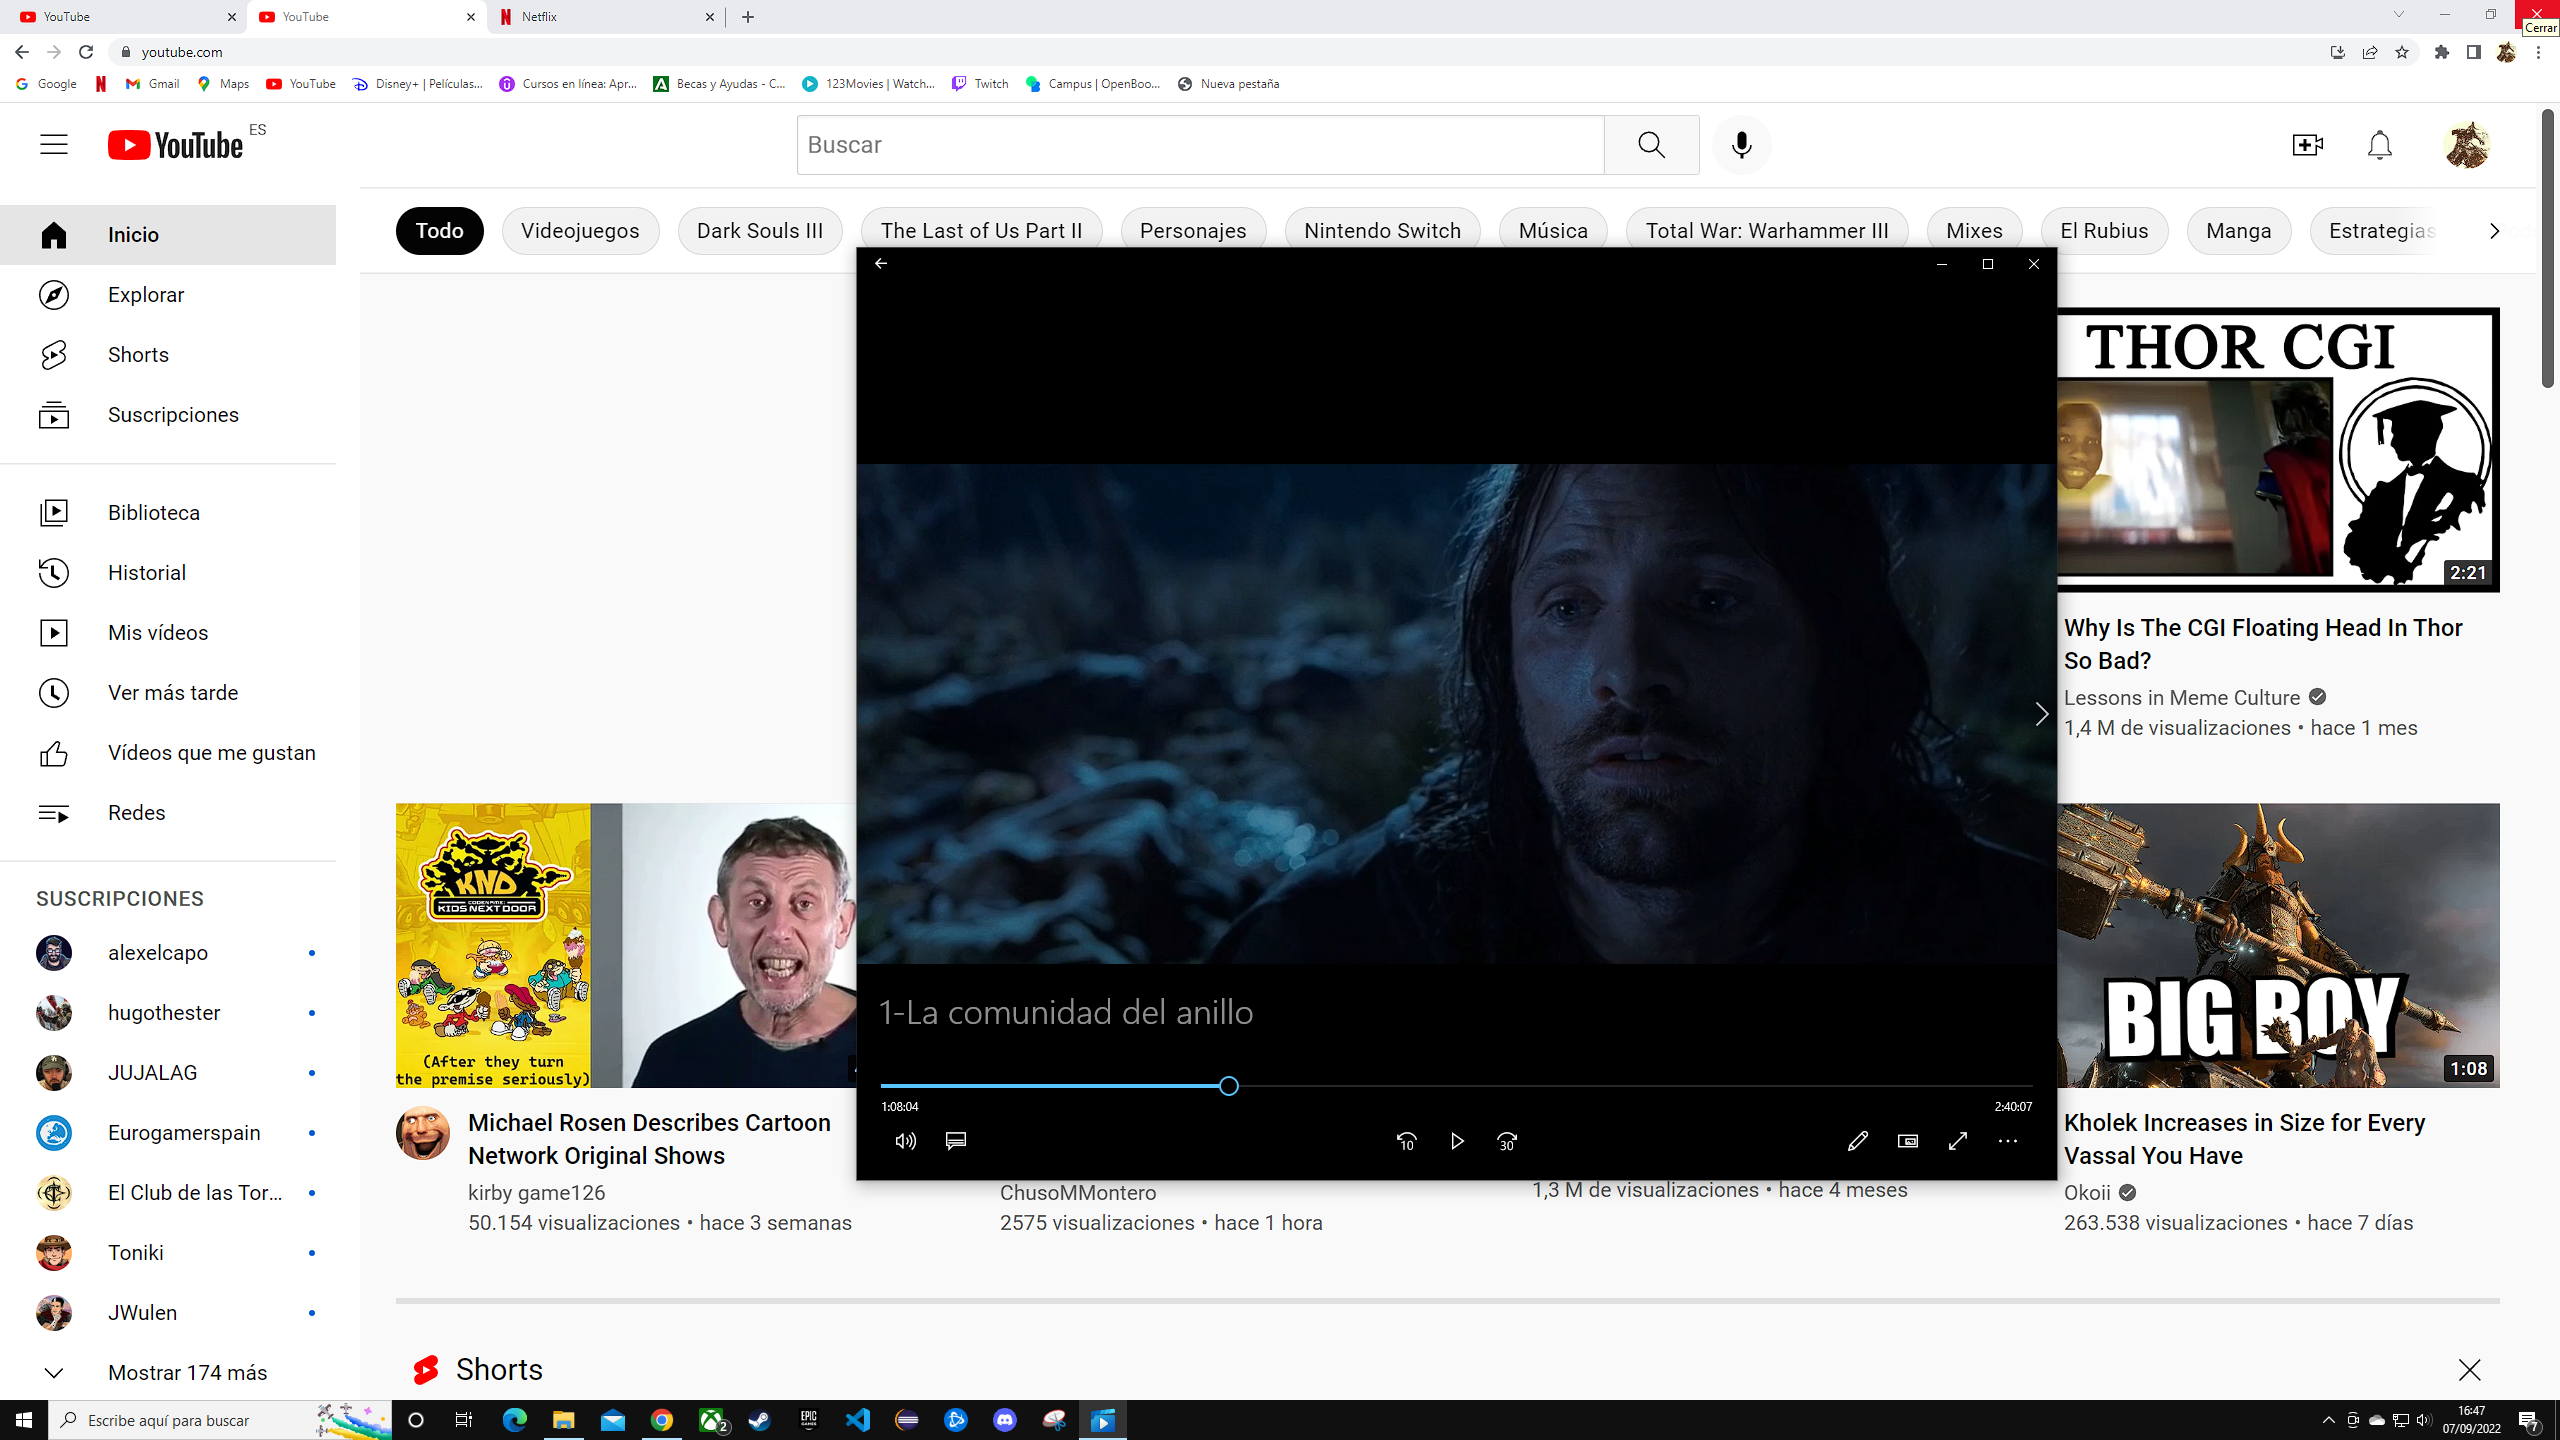 YouTube
YouTube
Netflix
Cerrar
youtube.com
Google
Gmail
Maps
YouTube
Disney+ | Películas...
Cursos en línea: Apr...
Becas y Ayudas - C...
123Movies | Watch...
Twitch
Campus | OpenBoo...
Nueva pestaña
YouTube ES
Buscar
Todo
Videojuegos
Dark Souls III
The Last of Us Part II
Personajes
Nintendo Switch
Música
Total War: Warhammer III
Mixes
El Rubius
Manga
Estrategias
Inicio
Explorar
Shorts
Suscripciones
Biblioteca
Historial
Mis vídeos
Ver más tarde
Vídeos que me gustan
Redes
SUSCRIPCIONES
alexelcapo
hugothester
JUJALAG
Eurogamerspain
El Club de las Tor...
Toniki
JWulen
Mostrar 174 más
THOR CGI
2:21
Why Is The CGI Floating Head In Thor
So Bad?
Lessons in Meme Culture
1,4 M de visualizaciones • hace 1 mes
1-La comunidad del anillo
1:08:04
2:40:07
10
30
KND
CODENAME:
KIDS NEXT DOOR
(After they turn
the premise seriously)
Michael Rosen Describes Cartoon
Network Original Shows
kirby game126
50.154 visualizaciones • hace 3 semanas
ChusoMMontero
2575 visualizaciones • hace 1 hora
1,3 M de visualizaciones • hace 4 meses
BIG BOY
1:08
Kholek Increases in Size for Every
Vassal You Have
Okoii
263.538 visualizaciones • hace 7 días
Shorts
Escribe aquí para buscar
2
EPIC
GAMES
16:47
07/09/2022
7